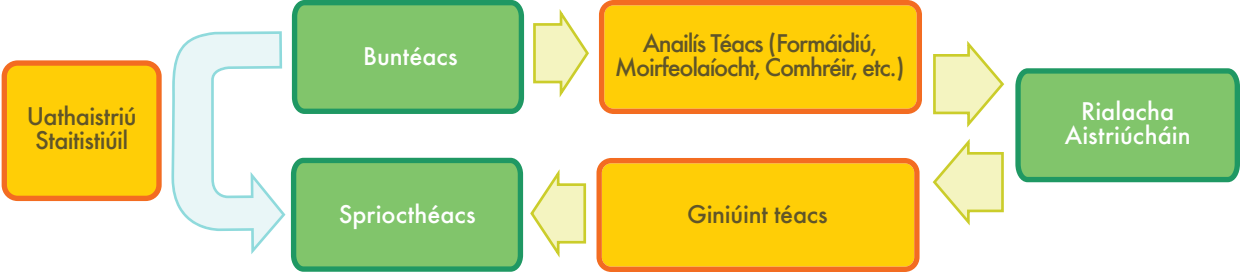 Uathaistriú
Staitistiúil
Buntéacs
Anailís Téacs (Formáidiú,
Moirfeolaíocht, Comhréir, etc.)
Rialacha
Aistriúcháin
Spriocthéacs
Giniúint téacs